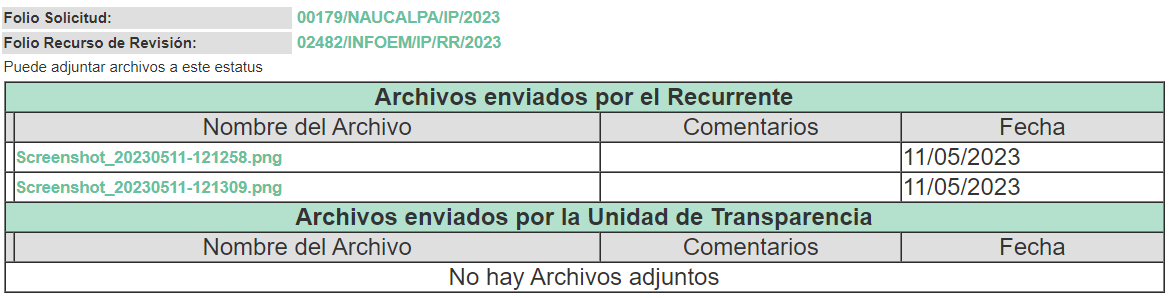 Folio Solicitud: 00179/NAUCALPA/IP/2023
Folio Recurso de Revisión: 02482/INFOEM/IP/RR/2023
Puede adjuntar archivos a este estatus
Archivos enviados por el Recurrente
Nombre del Archivo Comentarios Fecha
Screenshot_20230511-121258.png 11/05/2023
Screenshot_20230511-121309.png 11/05/2023
Archivos enviados por la Unidad de Transparencia
Nombre del Archivo Comentarios Fecha
No hay Archivos adjuntos